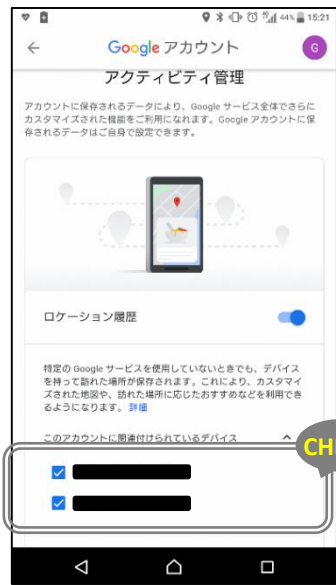 44% 15:21
Google アカウント
G
アクティビティ管理
アカウントに保存されるデータにより、Google サービス全体でさらに
カスタマイズされた機能をご利用になれます。Google アカウントに保
存されるデータはご自身で設定できます。
ロケーション履歴
特定の Google サービスを使用していないときでも、デバイス
を持って訪れた場所が保存されます。これにより、カスタマイ
ズされた地図や、訪れた場所に応じたおすすめなどを利用でき
るようになります。 詳細
このアカウントに関連付けられているデバイス
CH